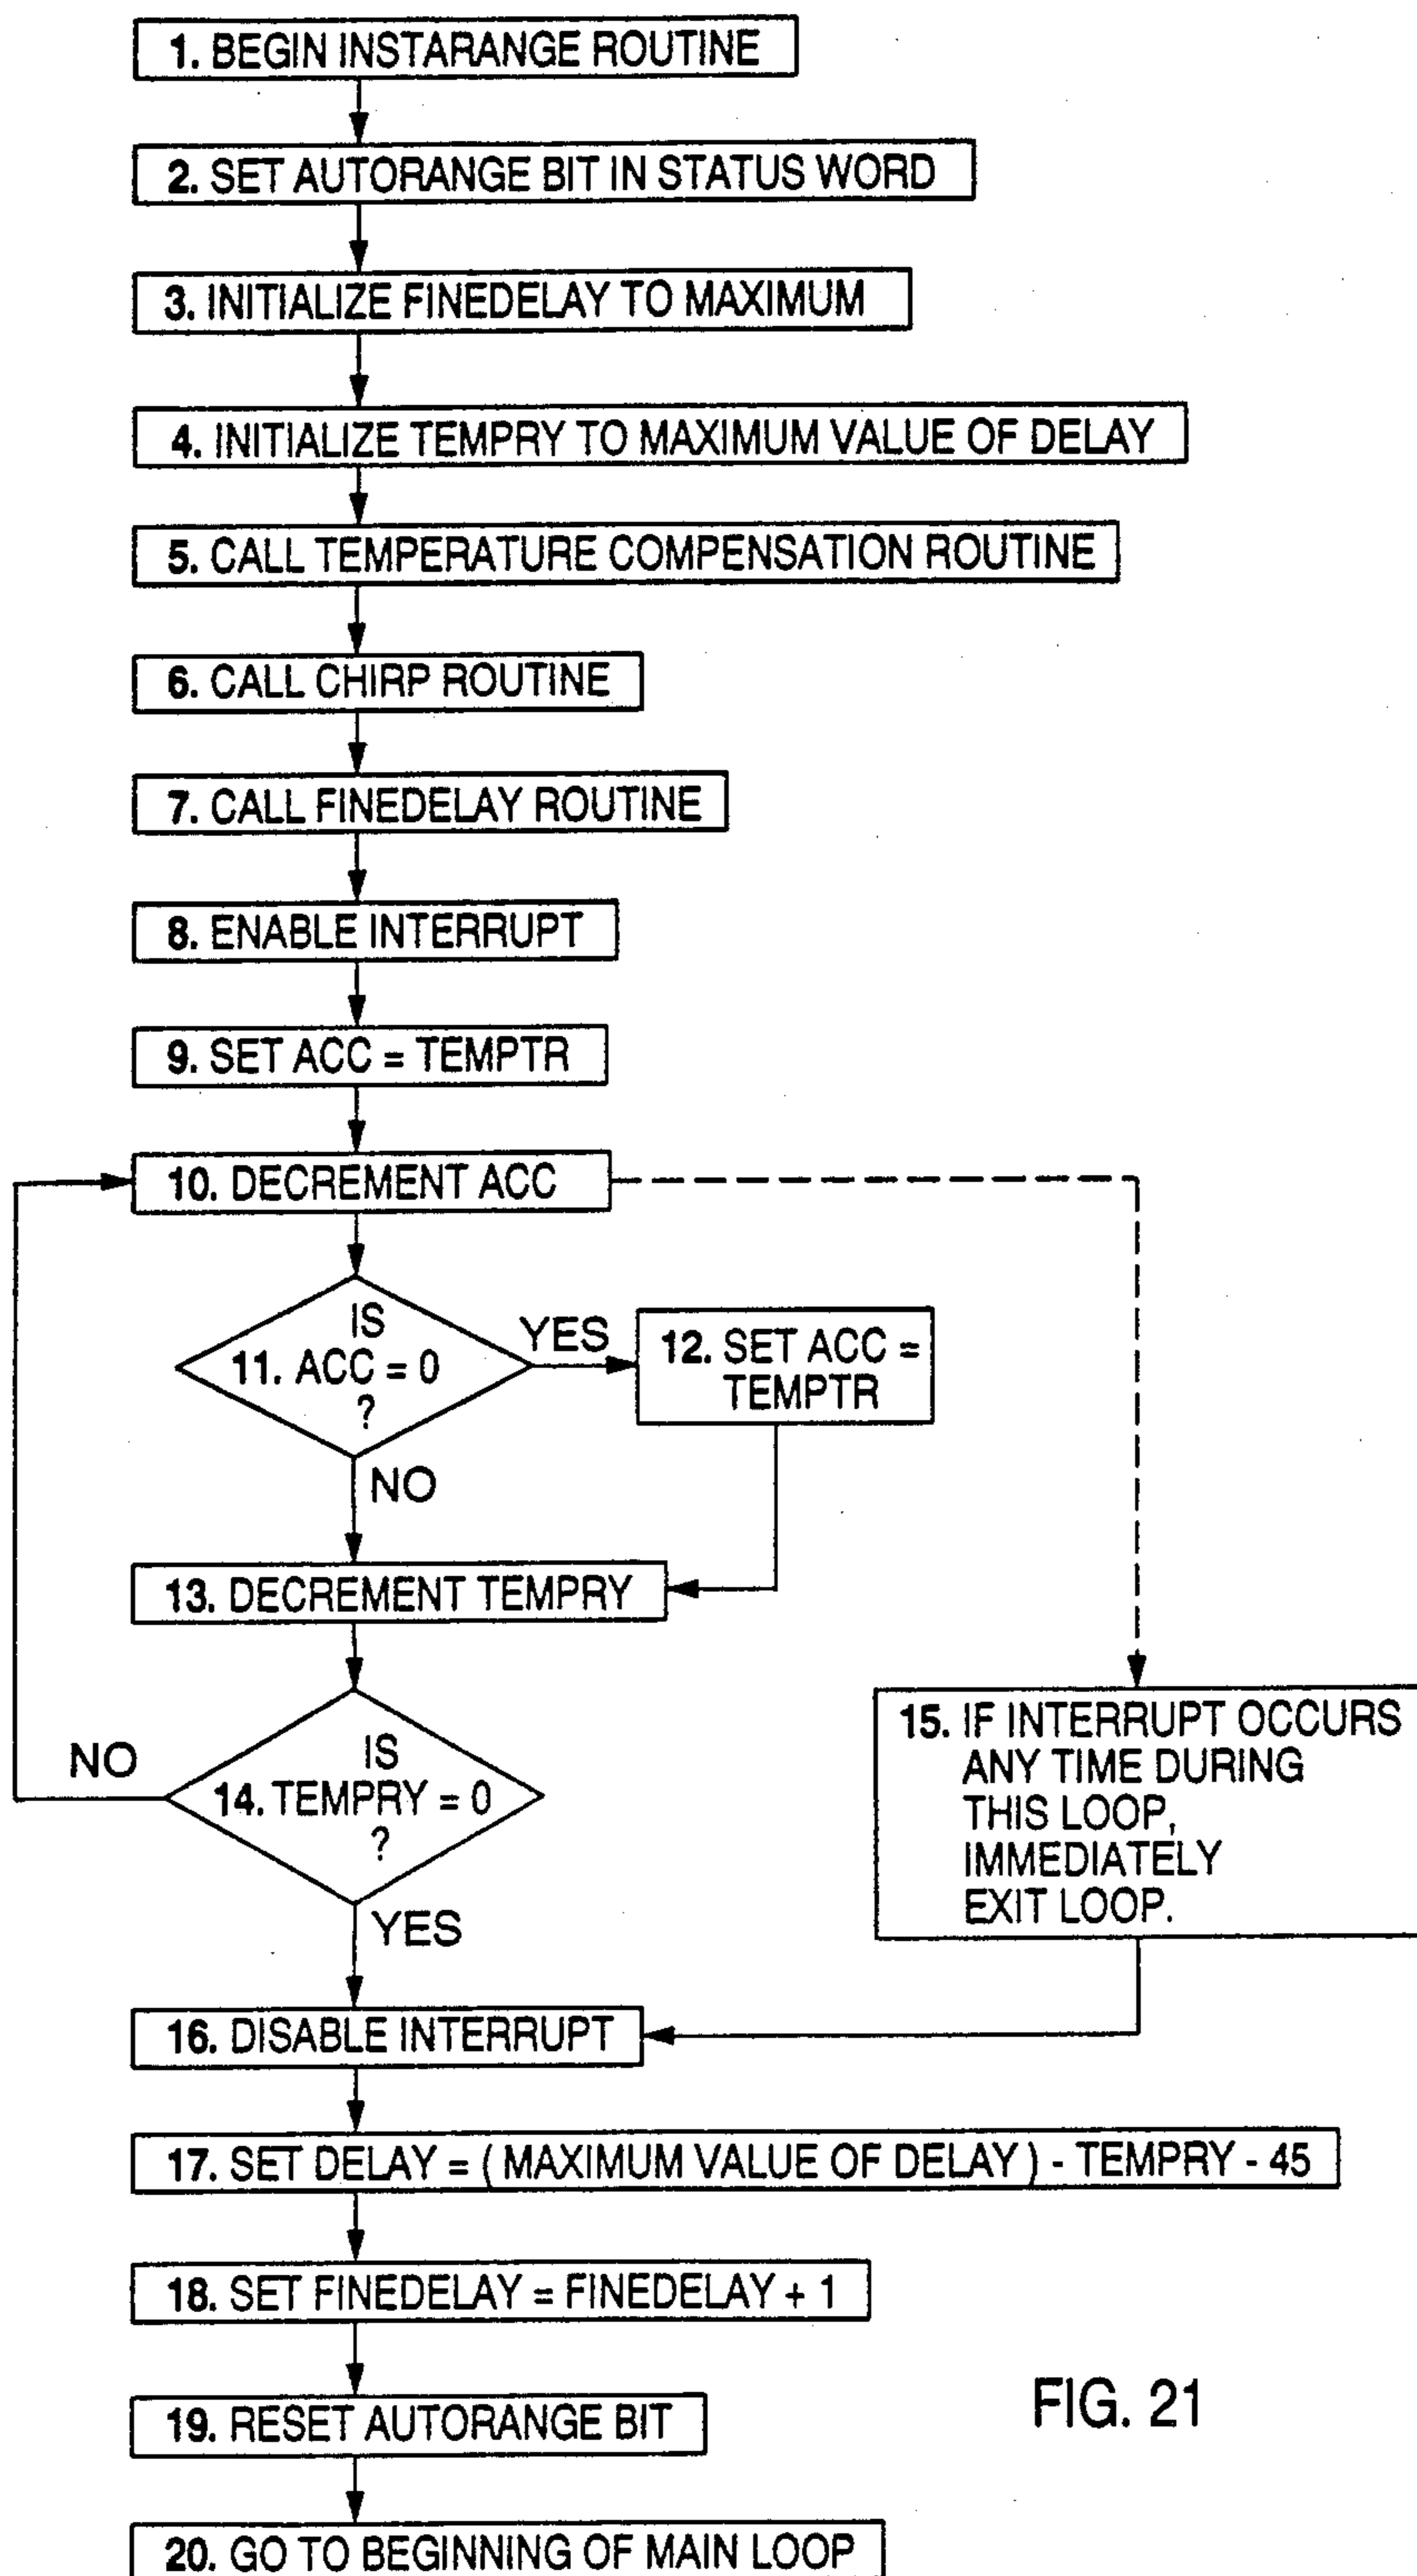 1. BEGIN INSTARANGE ROUTINE
2. SET AUTORANGE BIT IN STATUS WORD
3. INITIALIZE FINEDELAY TO MAXIMUM
4. INITIALIZE TEMPRY TO MAXIMUM VALUE OF DELAY
5. CALL TEMPERATURE COMPENSATION ROUTINE
6. CALL CHIRP ROUTINE
7. CALL FINEDELAY ROUTINE
8. ENABLE INTERRUPT
9. SET ACC = TEMPTR
10. DECREMENT ACC
IS
11. ACC = 0
?
YES
12. SET ACC =
TEMPTR
NO
13. DECREMENT TEMPRY
IS
14. TEMPRY = 0
?
NO
YES
15. IF INTERRUPT OCCURS
ANY TIME DURING
THIS LOOP,
IMMEDIATELY
EXIT LOOP.
16. DISABLE INTERRUPT
17. SET DELAY = ( MAXIMUM VALUE OF DELAY ) - TEMPRY - 45
18. SET FINEDELAY = FINEDELAY + 1
19. RESET AUTORANGE BIT
20. GO TO BEGINNING OF MAIN LOOP
FIG. 21